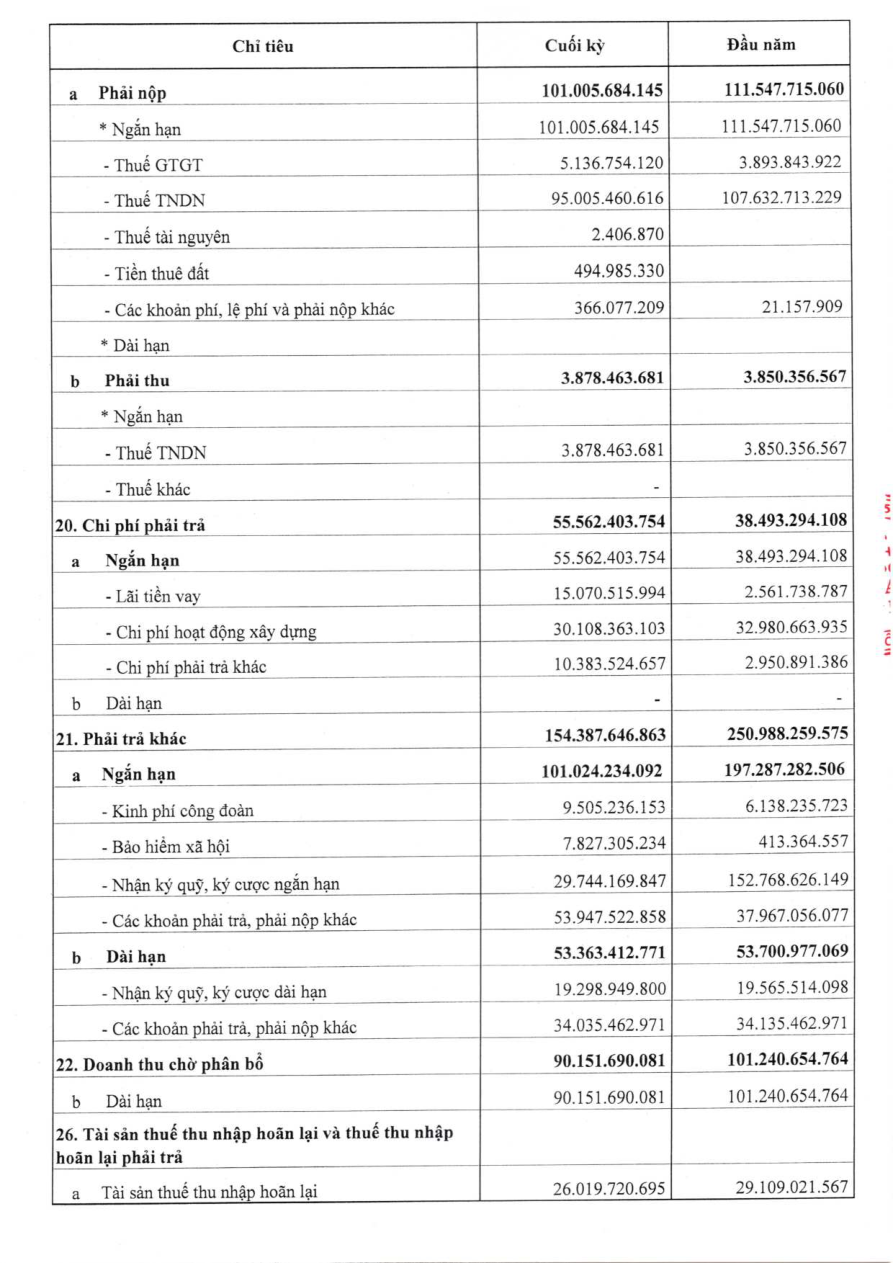 Chỉ tiêu Cuối kỳ Đầu năm
a Phải nộp 101.005.684.145 111.547.715.060
* Ngắn hạn 101.005.684.145 111.547.715.060
- Thuế GTGT 5.136.754.120 3.893.843.922
- Thuế TNDN 95.005.460.616 107.632.713.229
- Thuế tài nguyên 2.406.870
- Tiền thuê đất 494.985.330
- Các khoản phí, lệ phí và phải nộp khác 366.077.209 21.157.909
* Dài hạn
b Phải thu 3.878.463.681 3.850.356.567
* Ngắn hạn
- Thuế TNDN 3.878.463.681 3.850.356.567
- Thuế khác -
20. Chi phí phải trả 55.562.403.754 38.493.294.108
a Ngắn hạn 55.562.403.754 38.493.294.108
- Lãi tiền vay 15.070.515.994 2.561.738.787
- Chi phí hoạt động xây dựng 30.108.363.103 32.980.663.935
- Chi phí phải trả khác 10.383.524.657 2.950.891.386
b Dài hạn - -
21. Phải trả khác 154.387.646.863 250.988.259.575
a Ngắn hạn 101.024.234.092 197.287.282.506
- Kinh phí công đoàn 9.505.236.153 6.138.235.723
- Bảo hiểm xã hội 7.827.305.234 413.364.557
- Nhận ký quỹ, ký cược ngắn hạn 29.744.169.847 152.768.626.149
- Các khoản phải trả, phải nộp khác 53.947.522.858 37.967.056.077
b Dài hạn 53.363.412.771 53.700.977.069
- Nhận ký quỹ, ký cược dài hạn 19.298.949.800 19.565.514.098
- Các khoản phải trả, phải nộp khác 34.035.462.971 34.135.462.971
22. Doanh thu chờ phân bổ 90.151.690.081 101.240.654.764
b Dài hạn 90.151.690.081 101.240.654.764
26. Tài sản thuế thu nhập hoãn lại và thuế thu nhập
hoãn lại phải trả
a Tài sản thuế thu nhập hoãn lại 26.019.720.695 29.109.021.567